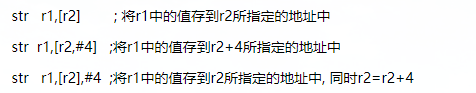 str r1,[r2] ; 将r1中的值存到r2所指定的地址中
str r1,[r2,#4] ;将r1中的值存到r2+4所指定的地址中
str r1,[r2],#4 ;将r1中的值存到r2所指定的地址中, 同时r2=r2+4